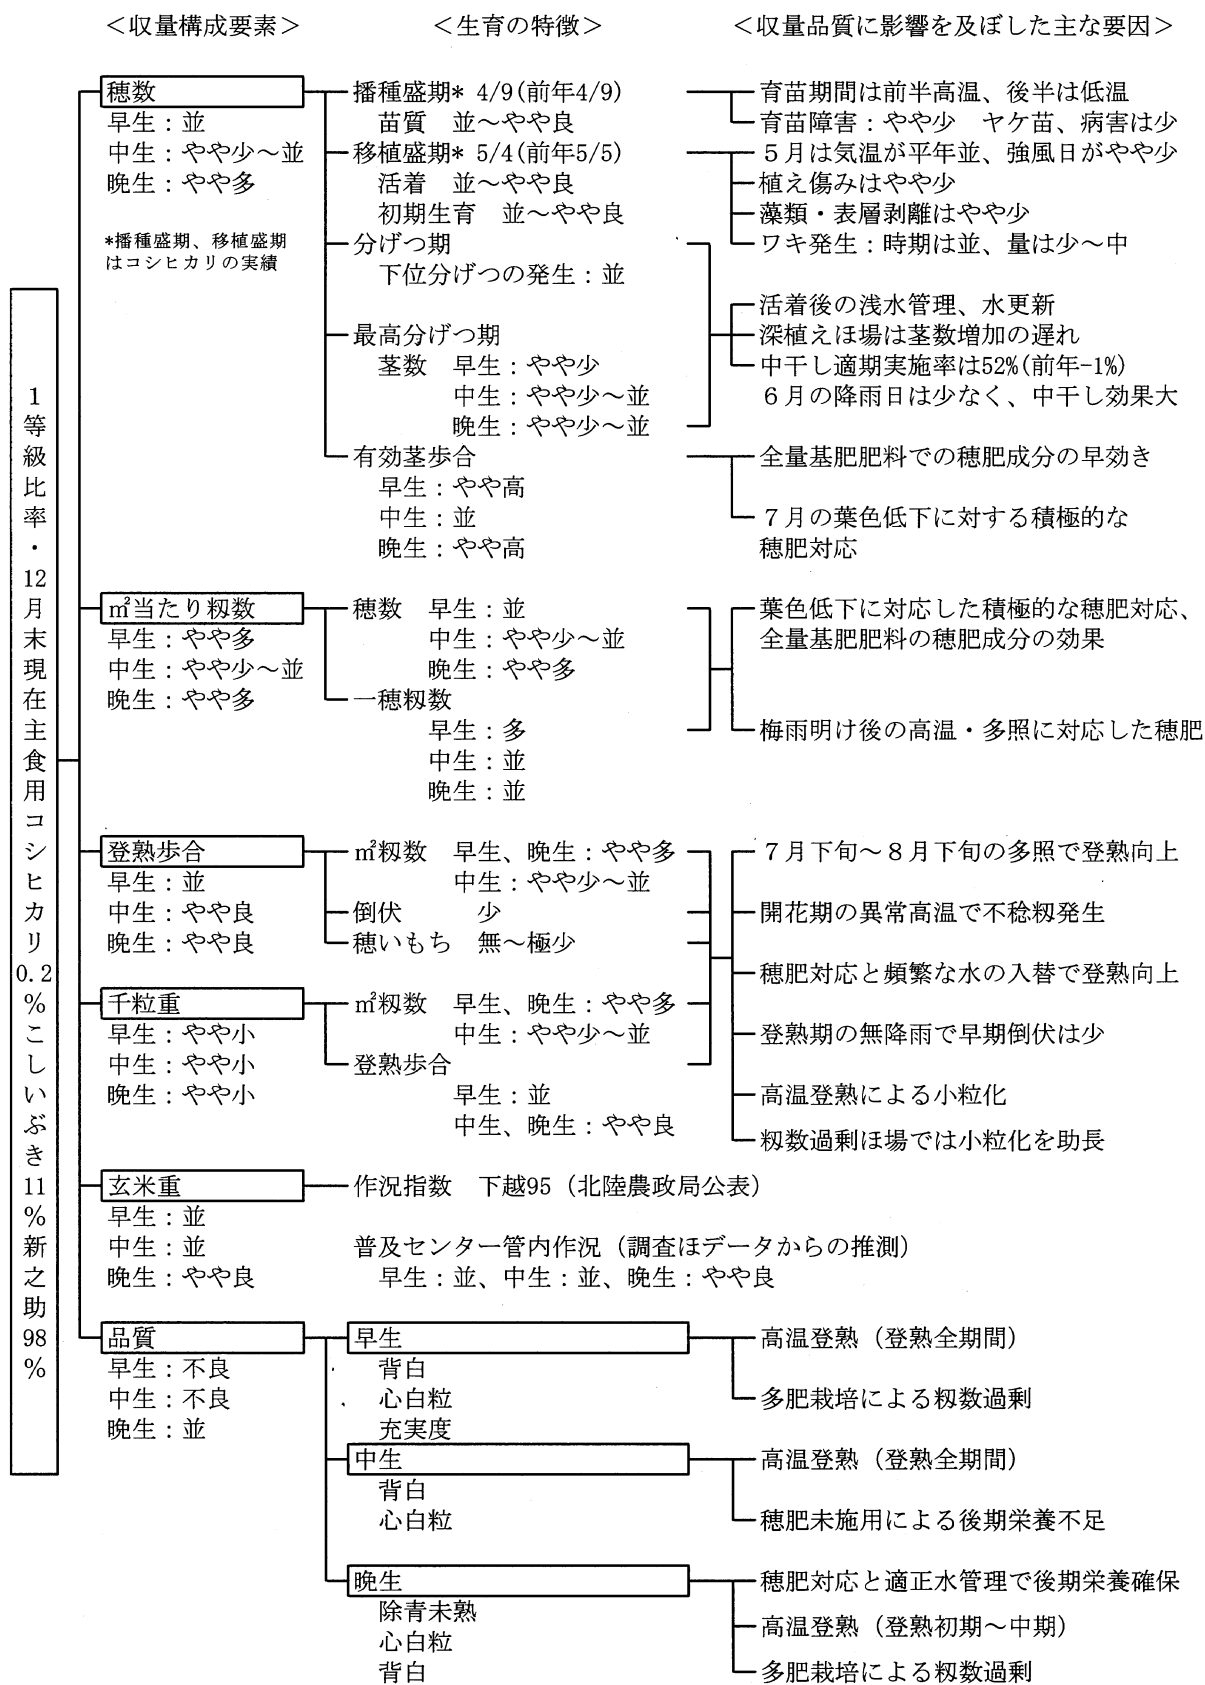 ＜収量構成要素＞
＜生育の特徴＞
＜収量品質に影響を及ぼした主な要因＞
1等級比率・12月末現在主食用コシヒカリ0.2%こしいぶき11%新之助98%
穂数
早生：並
中生：やや少～並
晩生：やや多
*播種盛期、移植盛期
はコシヒカリの実績
播種盛期* 4/9(前年4/9)
苗質　並～やや良
移植盛期* 5/4(前年5/5)
活着　並～やや良
初期生育　並～やや良
分げつ期
下位分げつの発生：並
最高分げつ期
茎数　早生：やや少
中生：やや少～並
晩生：やや少～並
有効茎歩合
早生：やや高
中生：並
晩生：やや高
育苗期間は前半高温、後半は低温
育苗障害：やや少　ヤケ苗、病害は少
５月は気温が平年並、強風日がやや少
植え傷みはやや少
藻類・表層剥離はやや少
ワキ発生：時期は並、量は少～中
活着後の浅水管理、水更新
深植えほ場は茎数増加の遅れ
中干し適期実施率は52%(前年-1%)
６月の降雨日は少なく、中干し効果大
全量基肥肥料での穂肥成分の早効き
７月の葉色低下に対する積極的な
穂肥対応
㎡当たり籾数
早生：やや多
中生：やや少～並
晩生：やや多
穂数　早生：並
中生：やや少～並
晩生：やや多
一穂籾数
早生：多
中生：並
晩生：並
葉色低下に対応した積極的な穂肥対応、
全量基肥肥料の穂肥成分の効果
梅雨明け後の高温・多照に対応した穂肥
登熟歩合
早生：並
中生：やや良
晩生：やや良
㎡籾数　早生、晩生：やや多
中生：やや少～並
倒伏　　　少
穂いもち　無～極少
７月下旬～８月下旬の多照で登熟向上
開花期の異常高温で不稔籾発生
穂肥対応と頻繁な水の入替で登熟向上
登熟期の無降雨で早期倒伏は少
高温登熟による小粒化
籾数過剰ほ場では小粒化を助長
千粒重
早生：やや小
中生：やや小
晩生：やや小
㎡籾数　早生、晩生：やや多
中生：やや少～並
登熟歩合
早生：並
中生、晩生：やや良
玄米重
早生：並
中生：並
晩生：やや良
作況指数　下越95（北陸農政局公表）
普及センター管内作況（調査ほデータからの推測）
早生：並、中生：並、晩生：やや良
品質
早生：不良
中生：不良
晩生：並
早生
背白
心白粒
充実度
高温登熟（登熟全期間）
多肥栽培による籾数過剰
中生
背白
心白粒
高温登熟（登熟全期間）
穂肥未施用による後期栄養不足
晩生
除青未熟
心白粒
背白
穂肥対応と適正水管理で後期栄養確保
高温登熟（登熟初期～中期）
多肥栽培による籾数過剰